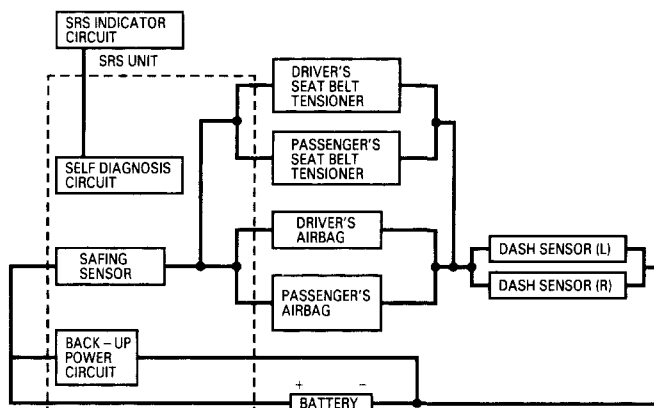 SRS INDICATOR
CIRCUIT
SRS UNIT
SELF DIAGNOSIS
CIRCUIT
SAFING
SENSOR
BACK – UP
POWER
CIRCUIT
DRIVER'S
SEAT BELT
TENSIONER
PASSENGER'S
SEAT BELT
TENSIONER
DRIVER'S
AIRBAG
PASSENGER'S
AIRBAG
DASH SENSOR (L)
DASH SENSOR (R)
+ –
BATTERY